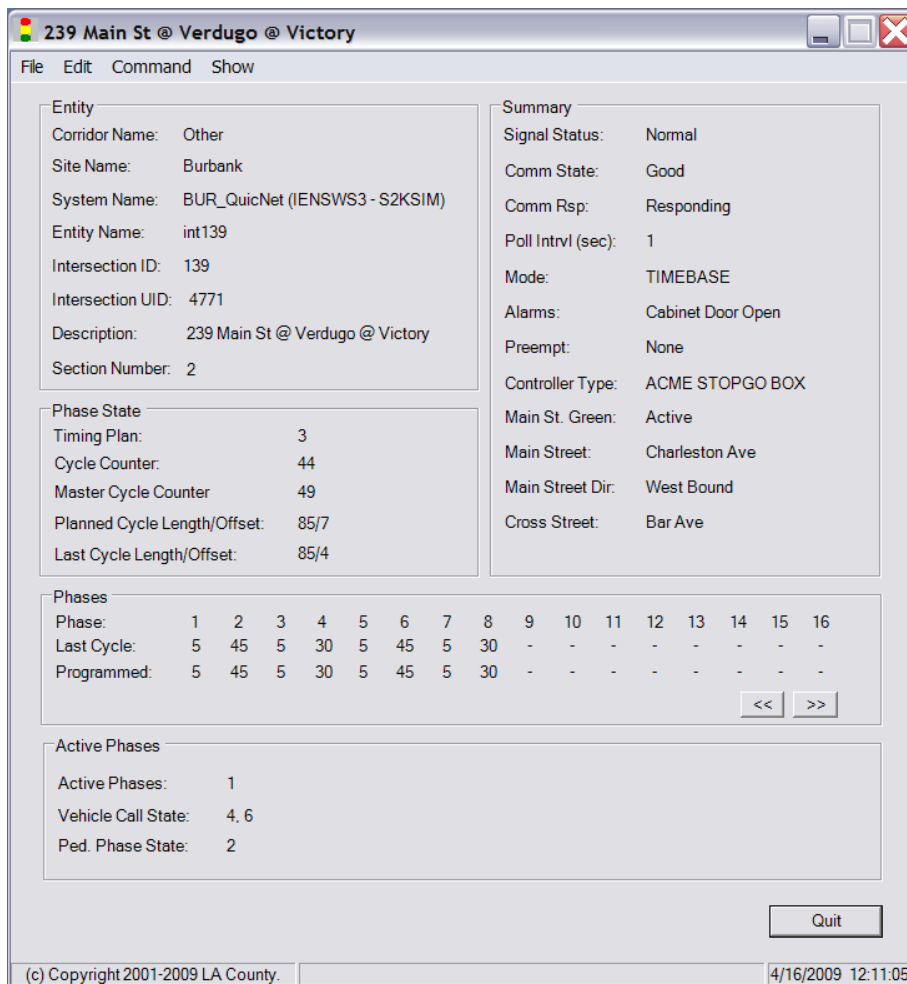 239 Main St @ Verdugo @ Victory
File Edit Command Show
Entity
Corridor Name: Other
Site Name: Burbank
System Name: BUR_QuicNet (IENSWS3 - S2KSIM)
Entity Name: int139
Intersection ID: 139
Intersection UID: 4771
Description: 239 Main St @ Verdugo @ Victory
Section Number: 2
Summary
Signal Status: Normal
Comm State: Good
Comm Rsp: Responding
Poll Intrvl (sec): 1
Mode: TIMEBASE
Alarms: Cabinet Door Open
Preempt: None
Controller Type: ACME STOPGO BOX
Main St. Green: Active
Main Street: Charleston Ave
Main Street Dir: West Bound
Cross Street: Bar Ave
Phase State
Timing Plan: 3
Cycle Counter: 44
Master Cycle Counter 49
Planned Cycle Length/Offset: 85/7
Last Cycle Length/Offset: 85/4
Phases
Phase: 1 2 3 4 5 6 7 8 9 10 11 12 13 14 15 16
Last Cycle: 5 45 5 30 5 45 5 30 - - - - - - - -
Programmed: 5 45 5 30 5 45 5 30 - - - - - - - -
<< >>
Active Phases
Active Phases: 1
Vehicle Call State: 4, 6
Ped. Phase State: 2
Quit
(c) Copyright 2001-2009 LA County. 4/16/2009 12:11:05